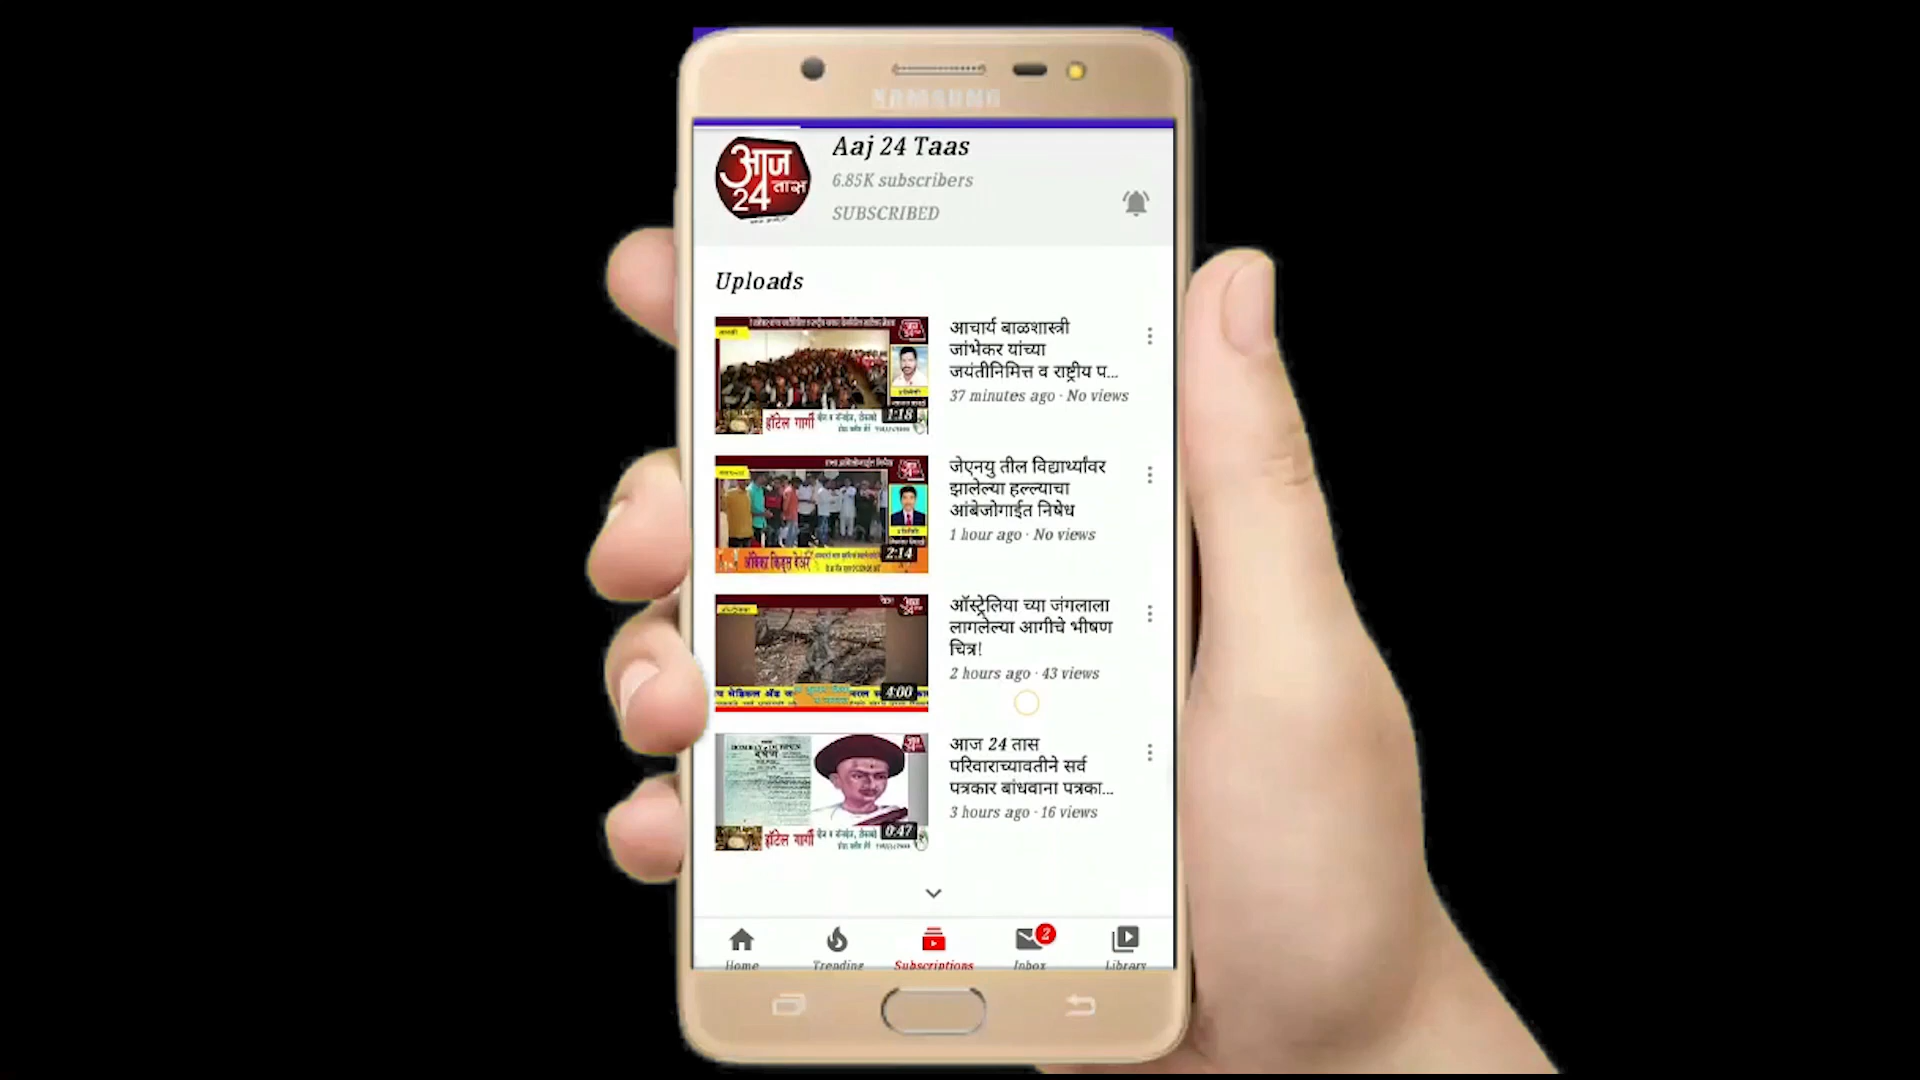 SAMSUNG
आज
24 तास
Aaj 24 Taas
6.85K subscribers
SUBSCRIBED
Uploads
आचार्य बाळशास्त्री
जांभेकर यांच्या
जयंतीनिमित्त व राष्ट्रीय प...
37 minutes ago · No views
हॉटेल गार्गी
1:18
जेएनयु तील विद्यार्थ्यांवर
झालेल्या हल्ल्याचा
आंबेजोगाईत निषेध
1 hour ago · No views
2:14
ऑस्ट्रेलिया च्या जंगलाला
लागलेल्या आगीचे भीषण
चित्र!
2 hours ago · 43 views
4:00
आज 24 तास
परिवाराच्यावतीने सर्व
पत्रकार बांधवाना पत्रका...
3 hours ago · 16 views
हॉटेल गार्गी
0:47
Home
Trending
Subscriptions
2
Inbox
Library